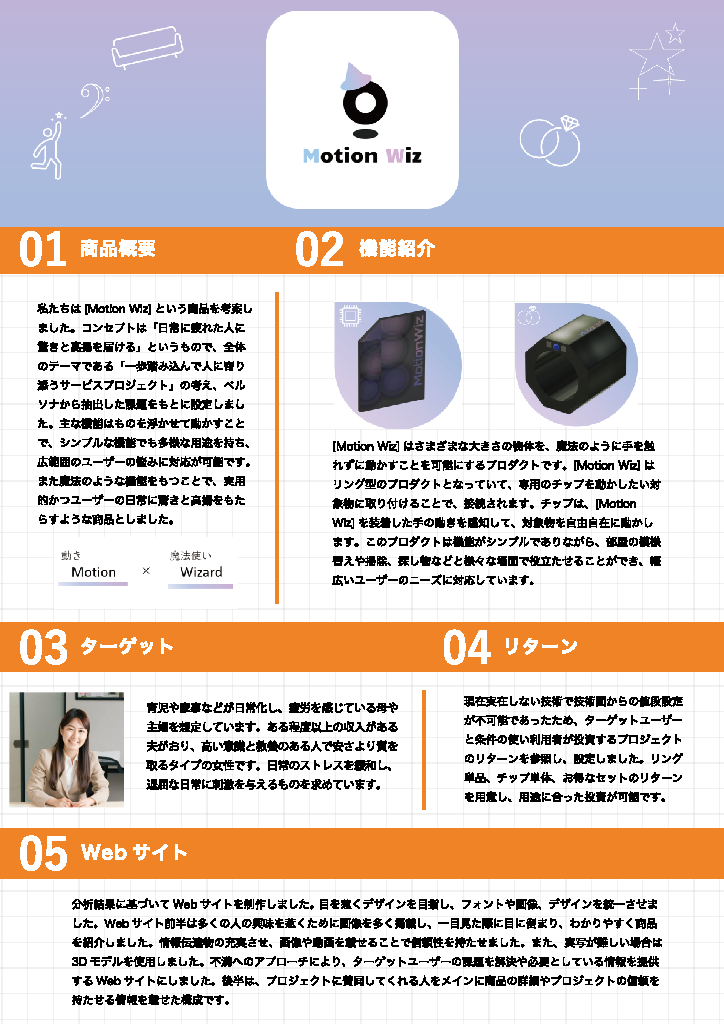 Motion Wiz
01 商品概要
02 機能紹介
私たちは [Motion Wiz] という商品を考案し
ました。コンセプトは「日常に疲れた人に
驚きと高揚を届ける」というもので、全体
のテーマである「一歩踏み込んで人に寄り
添うサービスプロジェクト」の考え、ペル
ソナから抽出した課題をもとに設定しまし
た。主な機能はものを浮かせて動かすこと
で、シンプルな機能でも多様な用途を持ち、
広範囲のユーザーの悩みに対応が可能です。
また魔法のような機能をもつことで、実用
的かつユーザーの日常に驚きと高揚をもた
らすような商品としました。
動き
Motion
×
魔法使い
Wizard
MotionWiz
MotionWiz
[Motion Wiz] はさまざまな大きさの物体を、魔法のように手を触
れずに動かすことを可能にするプロダクトです。[Motion Wiz] は
リング型のプロダクトとなっていて、専用のチップを動かしたい対
象物に取り付けることで、接続されます。チップは、[Motion
Wiz] を装着した手の動きを感知して、対象物を自由自在に動かし
ます。このプロダクトは機能がシンプルでありながら、部屋の模様
替えや掃除、探し物などと様々な場面で役立たせることができ、幅
広いユーザーのニーズに対応しています。
03 ターゲット
04 リターン
育児や家事などが日常化し、疲労を感じている母や
主婦を想定しています。ある程度以上の収入がある
夫がおり、高い意識と教養のある人で安さより質を
取るタイプの女性です。日常のストレスを緩和し、
退屈な日常に刺激を与えるものを求めています。
現在実在しない技術で技術面からの値段設定
が不可能であったため、ターゲットユーザー
と条件の使い利用者が投資するプロジェクト
のリターンを参照し、設定しました。リング
単品、チップ単体、お得なセットのリターン
を用意し、用途に合った投資が可能です。
05 Web サイト
分析結果に基づいて Web サイトを制作しました。目を惹くデザインを目指し、フォントや画像、デザインを統一させま
した。Web サイト前半は多くの人の興味を惹くために画像を多く掲載し、一目見た際に目に留まり、わかりやすく商品
を紹介しました。情報伝達物の充実させ、画像や動画を載せることで信頼性を持たせました。また、実写が難しい場合は
3D モデルを使用しました。不満へのアプローチにより、ターゲットユーザーの課題を解決や必要としている情報を提供
する Web サイトにしました。後半は、プロジェクトに賛同してくれる人をメインに商品の詳細やプロジェクトの信頼を
持たせる情報を載せた構成です。